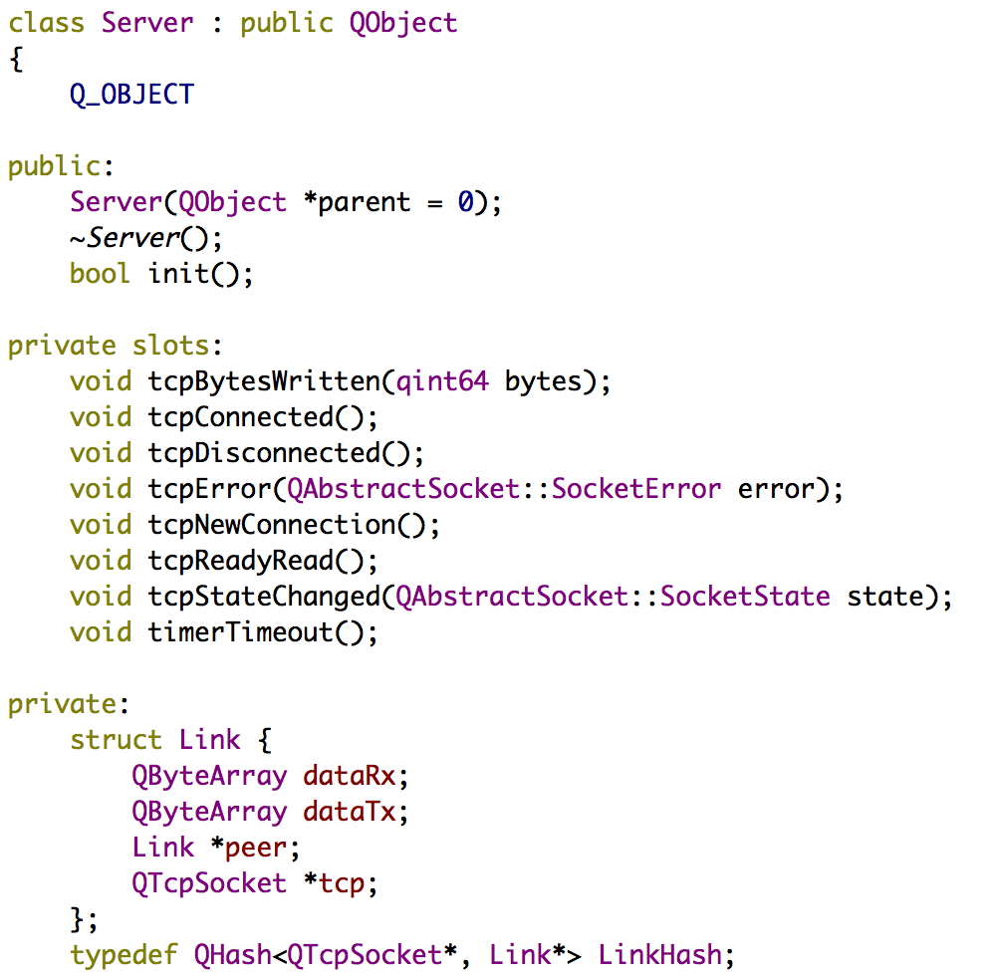 class Server : public QObject
{
    Q_OBJECT

public:
    Server(QObject *parent = 0);
    ~Server();
    bool init();

private slots:
    void tcpBytesWritten(qint64 bytes);
    void tcpConnected();
    void tcpDisconnected();
    void tcpError(QAbstractSocket::SocketError error);
    void tcpNewConnection();
    void tcpReadyRead();
    void tcpStateChanged(QAbstractSocket::SocketState state);
    void timerTimeout();

private:
    struct Link {
        QByteArray dataRx;
        QByteArray dataTx;
        Link *peer;
        QTcpSocket *tcp;
    };
    typedef QHash<QTcpSocket*, Link*> LinkHash;